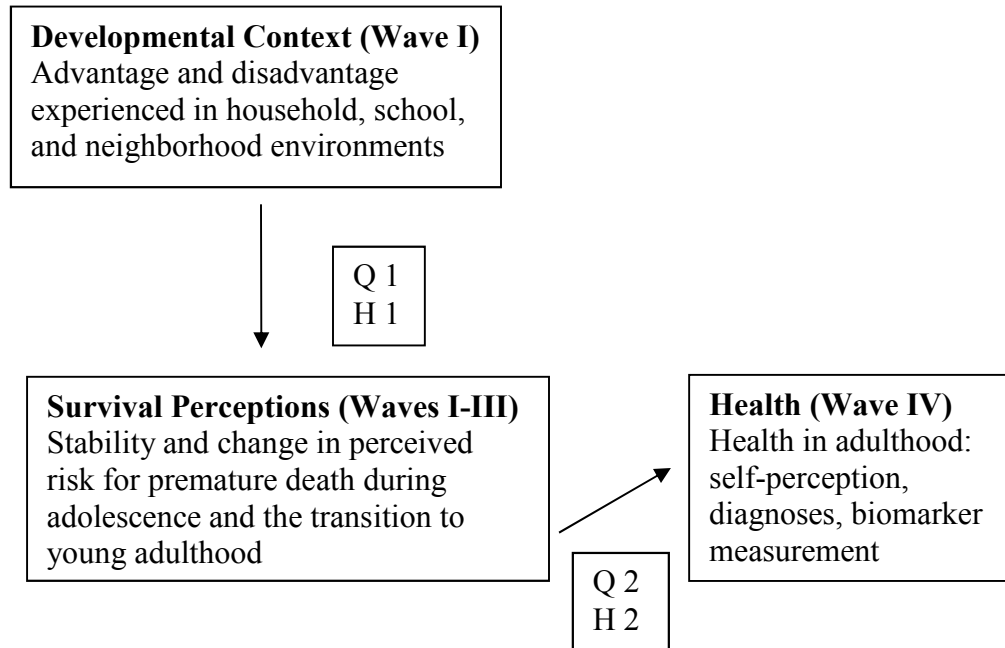 Developmental Context (Wave I)
Advantage and disadvantage
experienced in household, school,
and neighborhood environments
Q 1
H 1
Survival Perceptions (Waves I-III)
Stability and change in perceived
risk for premature death during
adolescence and the transition to
young adulthood
Health (Wave IV)
Health in adulthood:
self-perception,
diagnoses, biomarker
measurement
Q 2
H 2